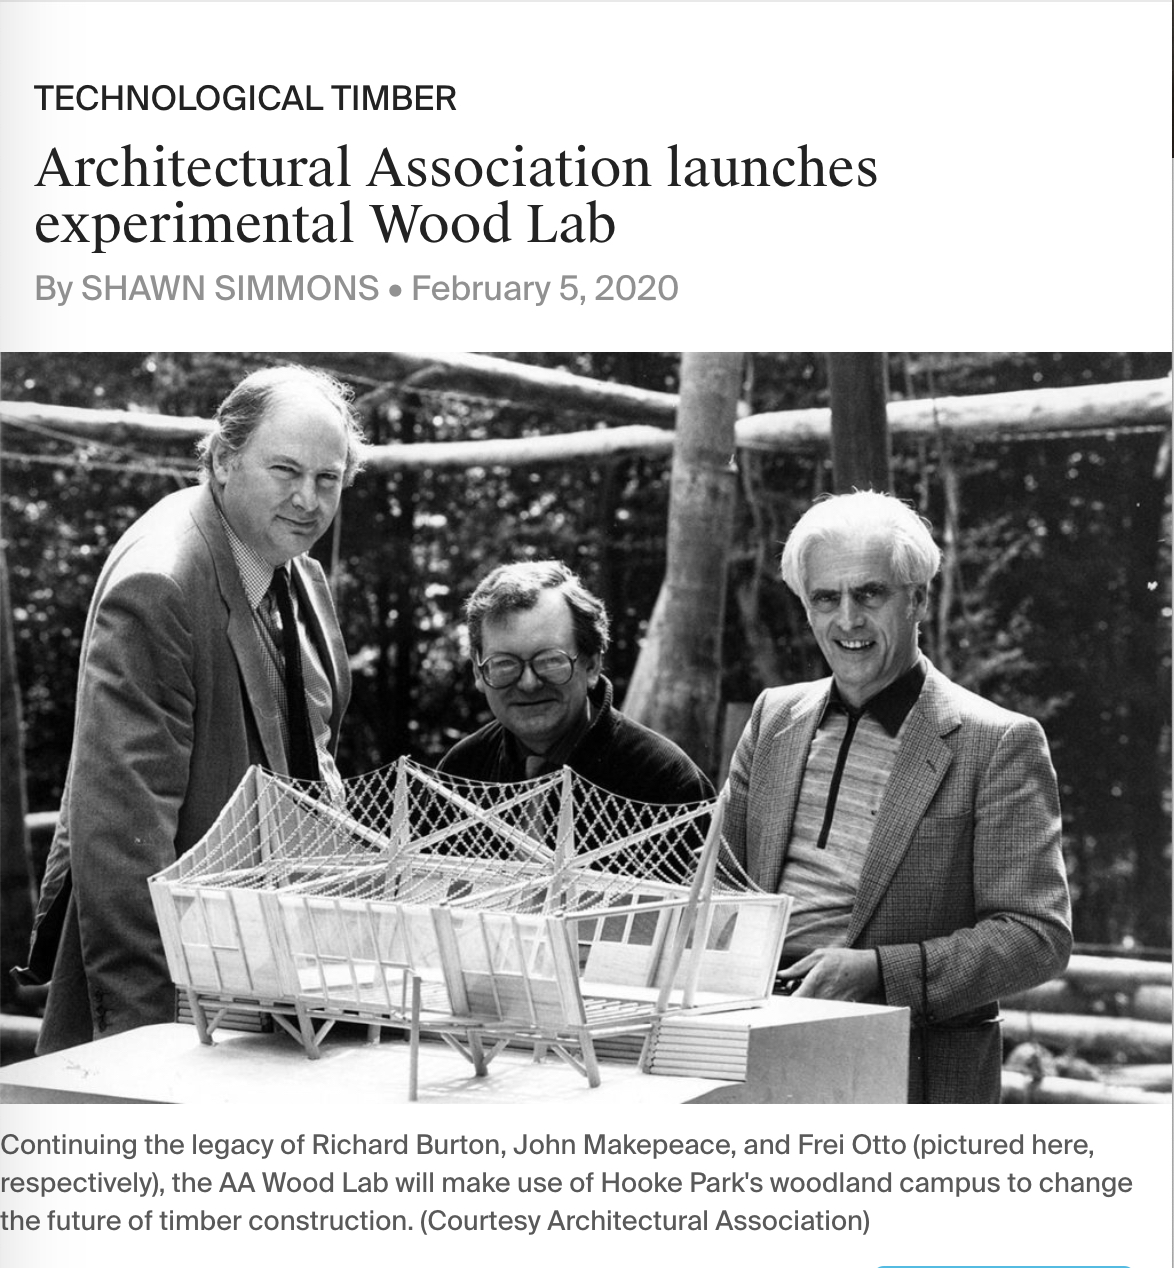 TECHNOLOGICAL TIMBER
Architectural Association launches
experimental Wood Lab
By SHAWN SIMMONS • February 5, 2020
Continuing the legacy of Richard Burton, John Makepeace, and Frei Otto (pictured here,
respectively), the AA Wood Lab will make use of Hooke Park's woodland campus to change
the future of timber construction. (Courtesy Architectural Association)